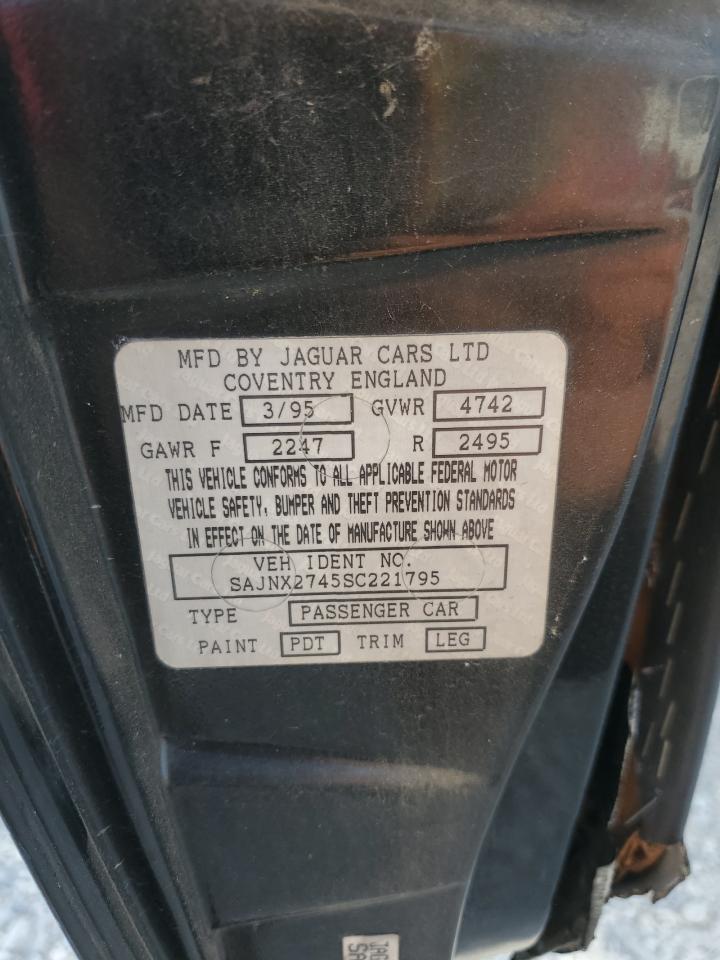 MFD BY JAGUAR CARS LTD
COVENTRY ENGLAND
MFD DATE 3/95 GVWR 4742
GAWR F 2247 R 2495
THIS VEHICLE CONFORMS TO ALL APPLICABLE FEDERAL MOTOR
VEHICLE SAFETY, BUMPER AND THEFT PREVENTION STANDARDS
IN EFFECT ON THE DATE OF MANUFACTURE SHOWN ABOVE
VEH IDENT NO.
SAJNX2745SC221795
TYPE PASSENGER CAR
PAINT PDT TRIM LEG